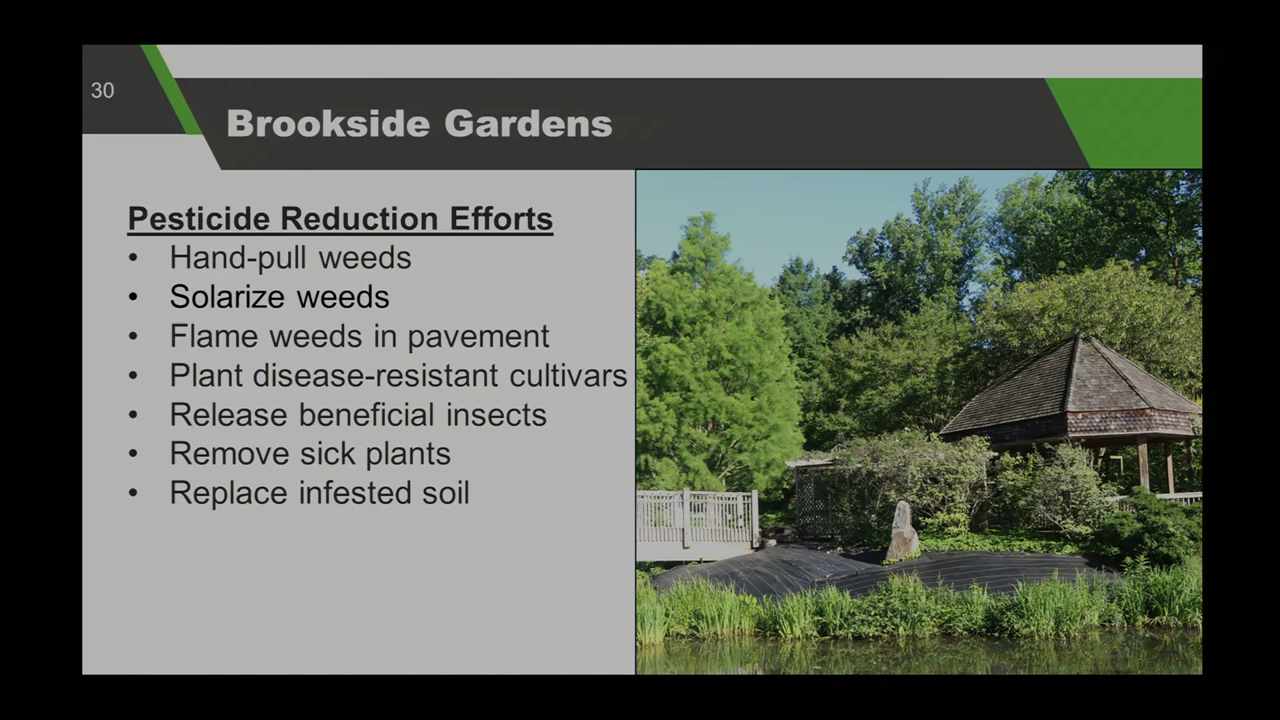 30
Brookside Gardens
Pesticide Reduction Efforts
• Hand-pull weeds
• Solarize weeds
• Flame weeds in pavement
• Plant disease-resistant cultivars
• Release beneficial insects
• Remove sick plants
• Replace infested soil